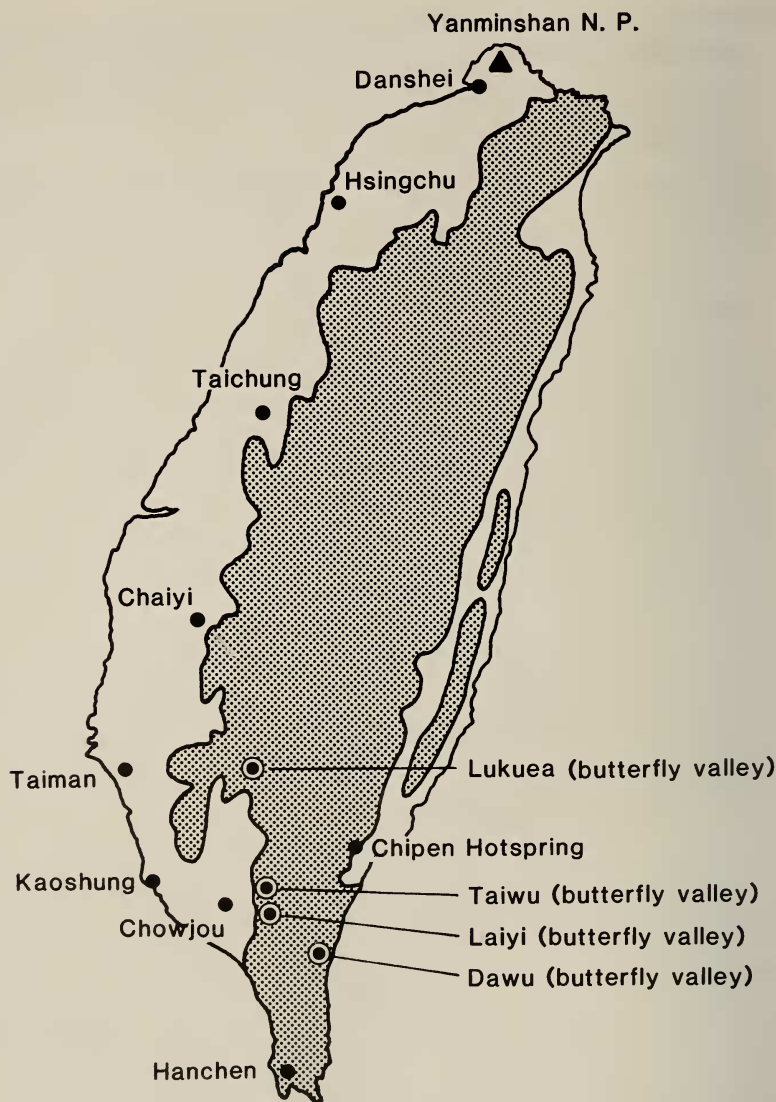 Yanminshan N. P.
Danshei
Hsingchu
Taichung
Chaiyi
Taiman
Lukuea (butterfly valley)
Chipen Hotspring
Kaoshung
Taiwu (butterfly valley)
Chowjou
Laiyi (butterfly valley)
Dawu (butterfly valley)
Hanchen